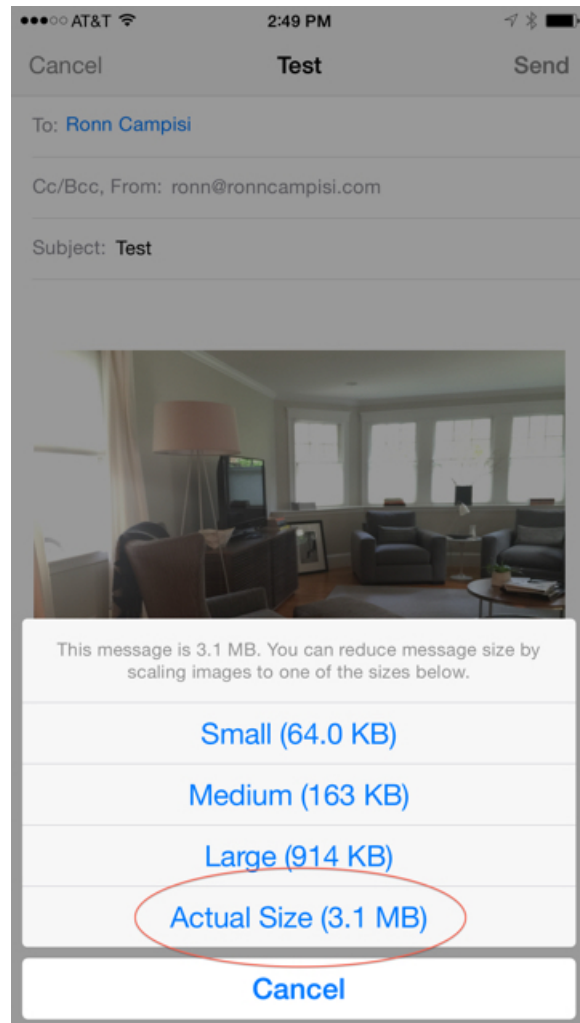 AT&T 2:49 PM
Cancel Test Send
To: Ronn Campisi
Cc/Bcc, From: ronn@ronncampisi.com
Subject: Test
This message is 3.1 MB. You can reduce message size by
scaling images to one of the sizes below.
Small (64.0 KB)
Medium (163 KB)
Large (914 KB)
Actual Size (3.1 MB)
Cancel